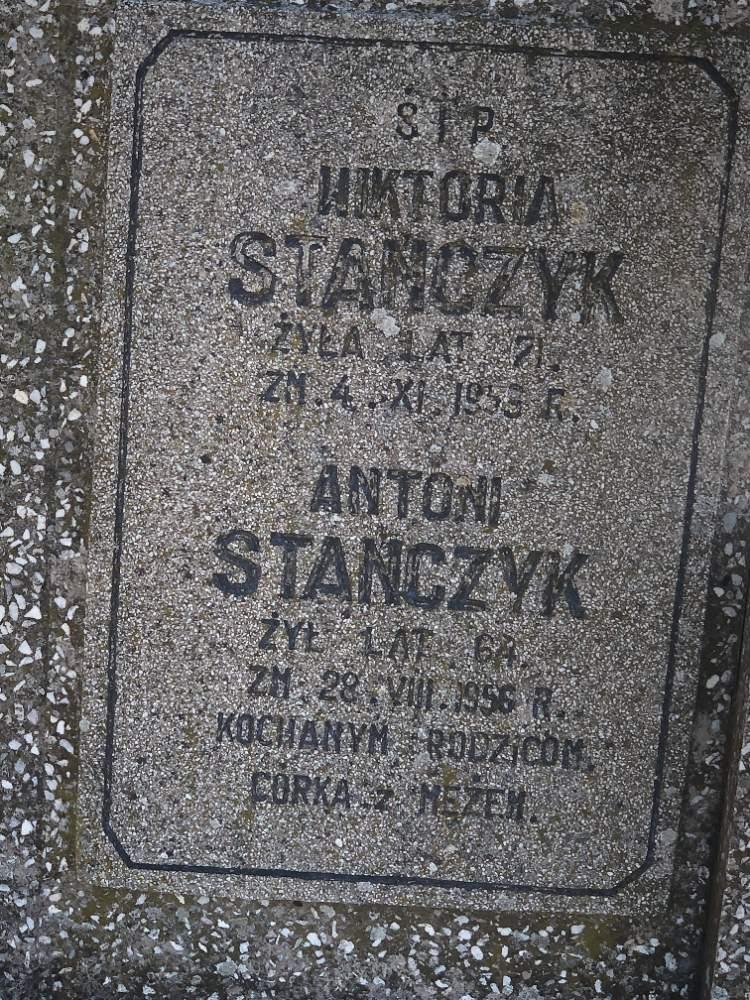 Ś † P.
WIKTORIA
STAŃCZYK
ŻYŁA LAT 71.
ZM. 4. XI. R.
ANTONI
STAŃCZYK
ŻYŁ LAT 64.
ZM. 28. VIII. 1956 R.
KOCHANYM RODZICOM.
CÓRKA z MĘŻEM.